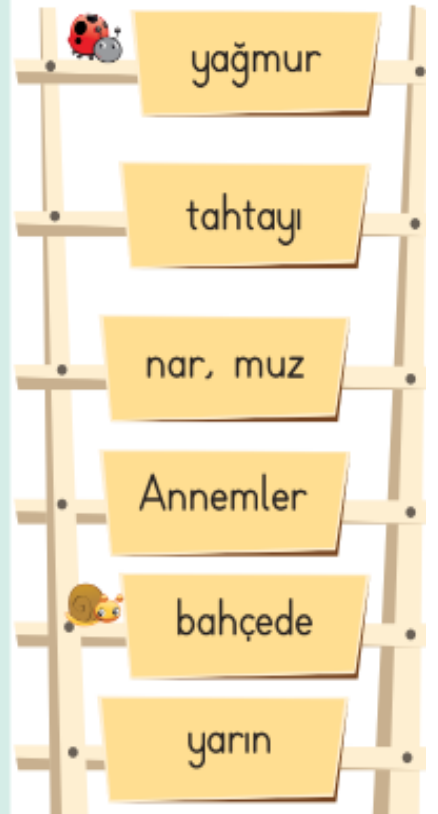 yağmur
tahtayı
nar, muz
Annemler
bahçede
yarın